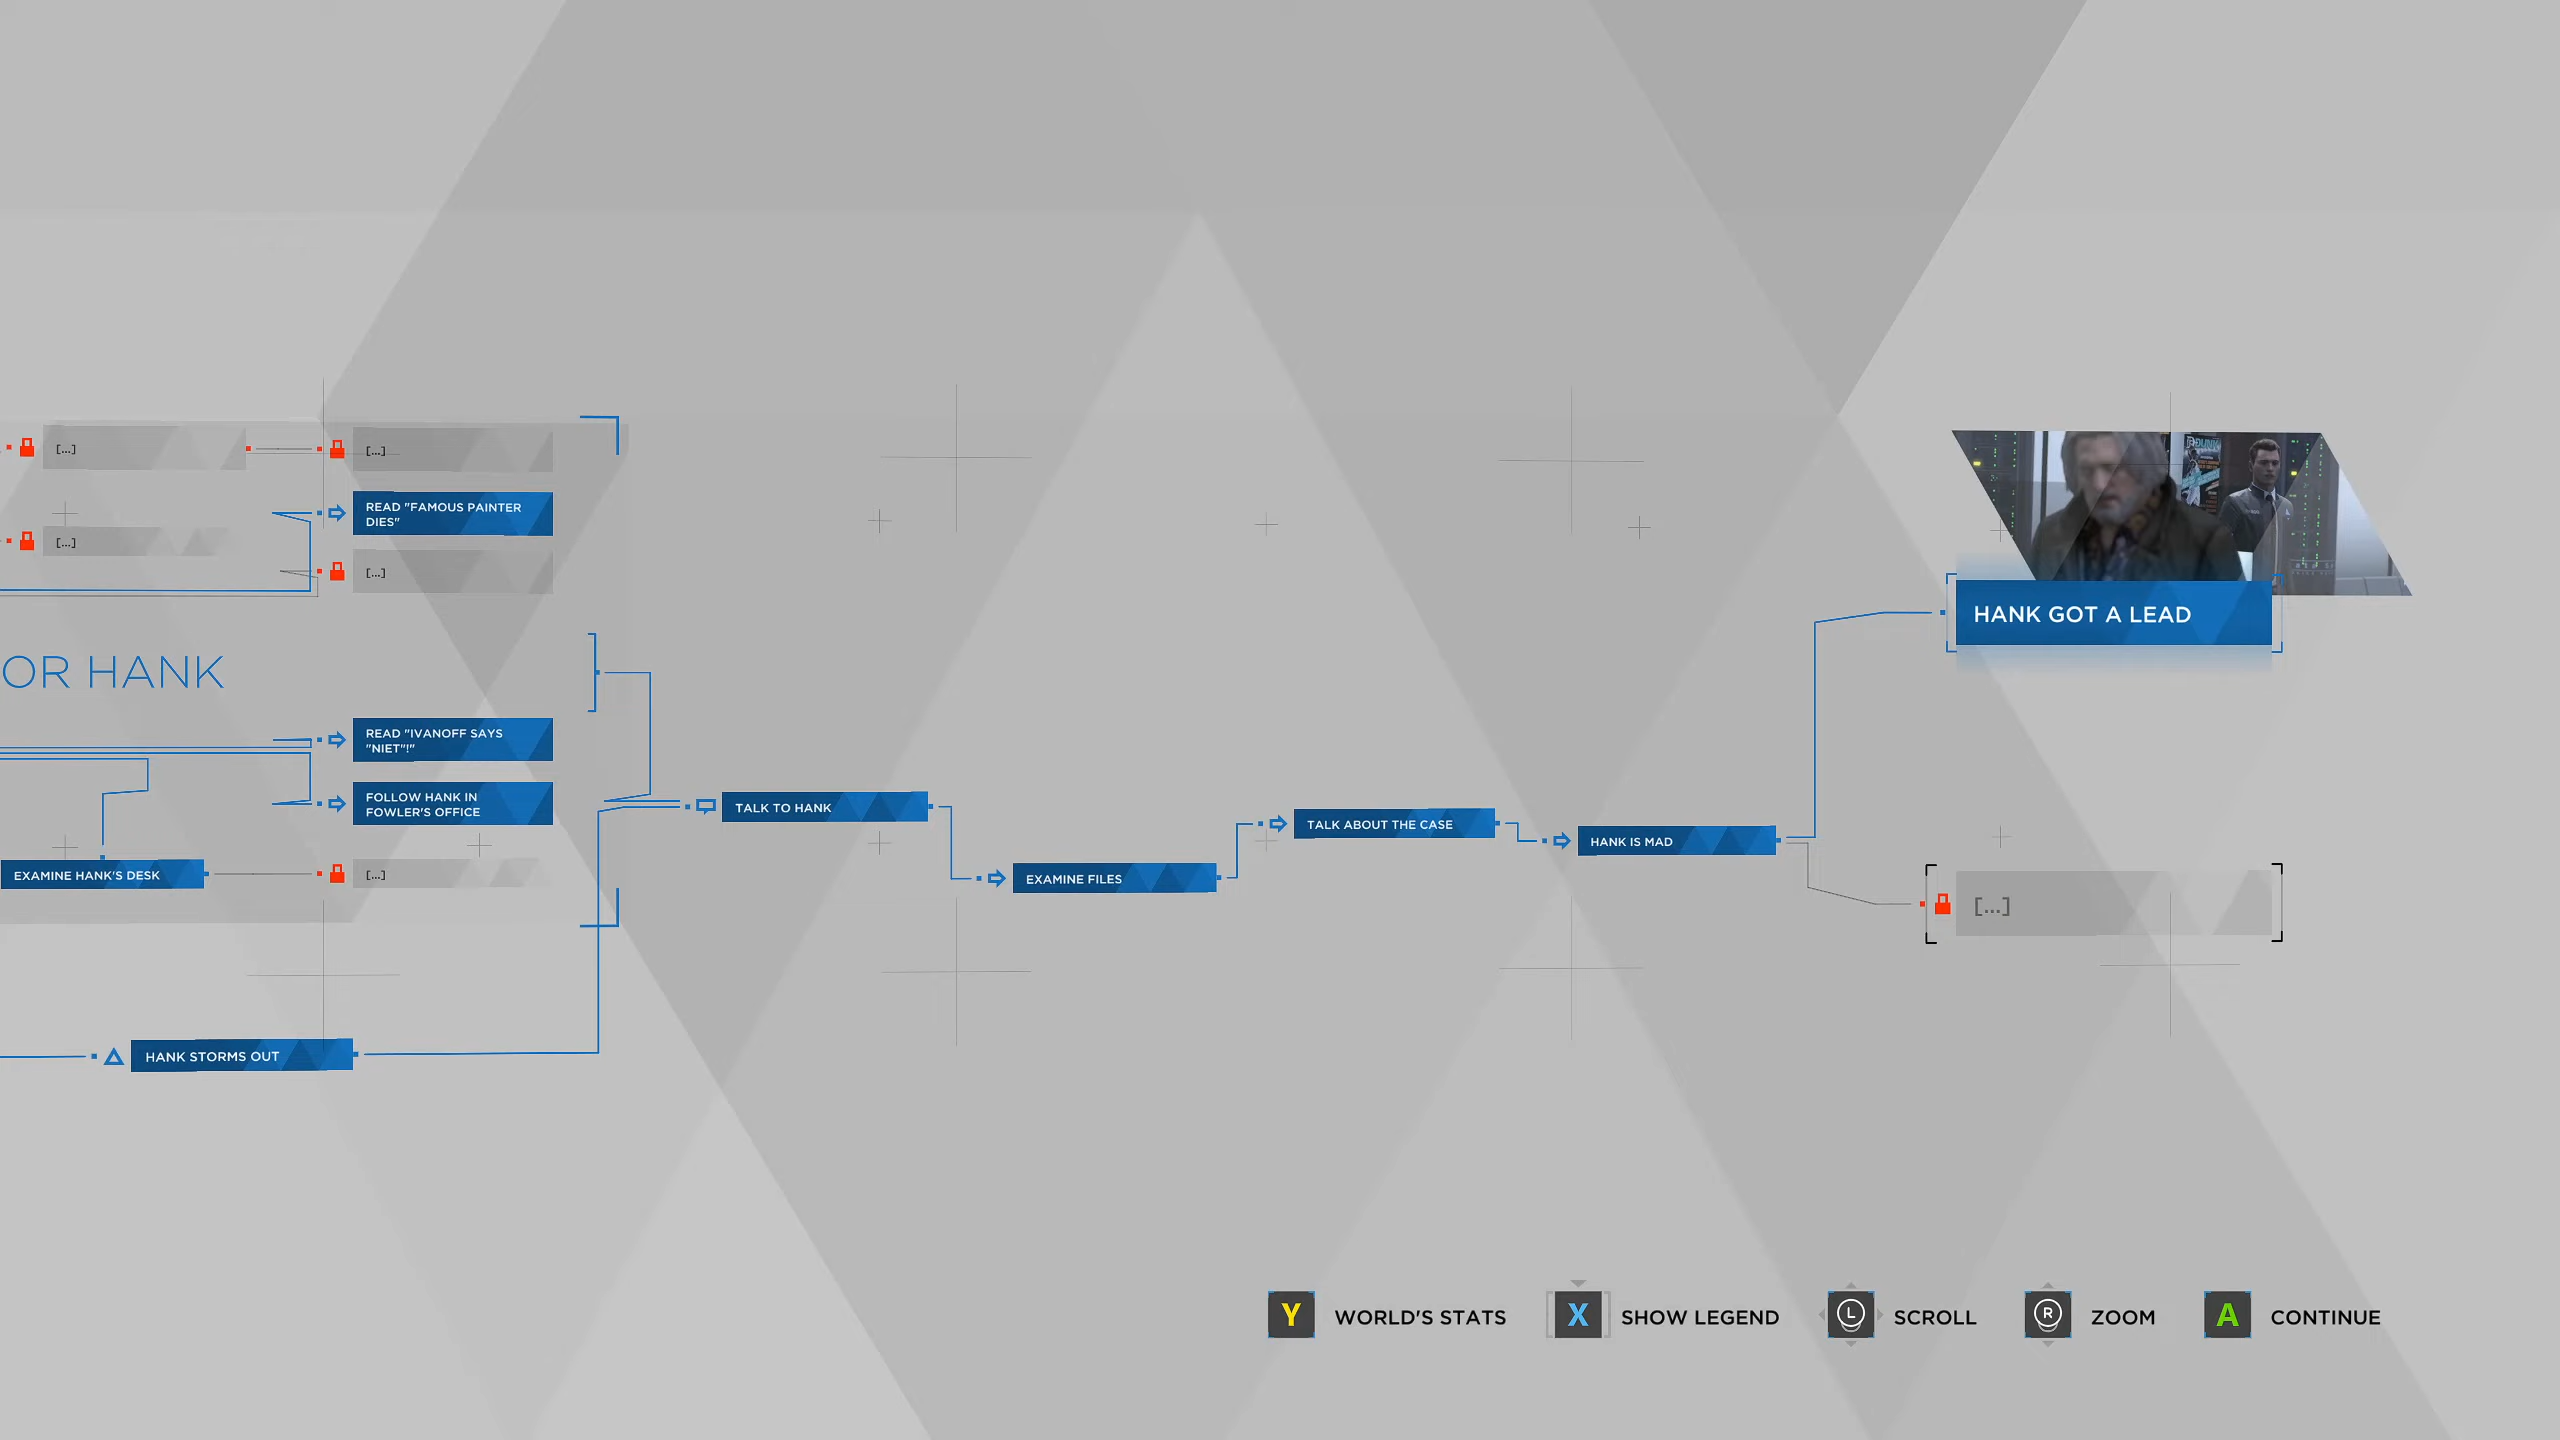 [...]
[...]
READ "FAMOUS PAINTER
DIES"
[...]
[...]
OR HANK
READ "IVANOFF SAYS
"NIET"!"
FOLLOW HANK IN
FOWLER'S OFFICE
EXAMINE HANK'S DESK
[...]
HANK STORMS OUT
TALK TO HANK
EXAMINE FILES
TALK ABOUT THE CASE
HANK IS MAD
HANK GOT A LEAD
[...]
Y WORLD'S STATS
X SHOW LEGEND
L SCROLL
R ZOOM
A CONTINUE